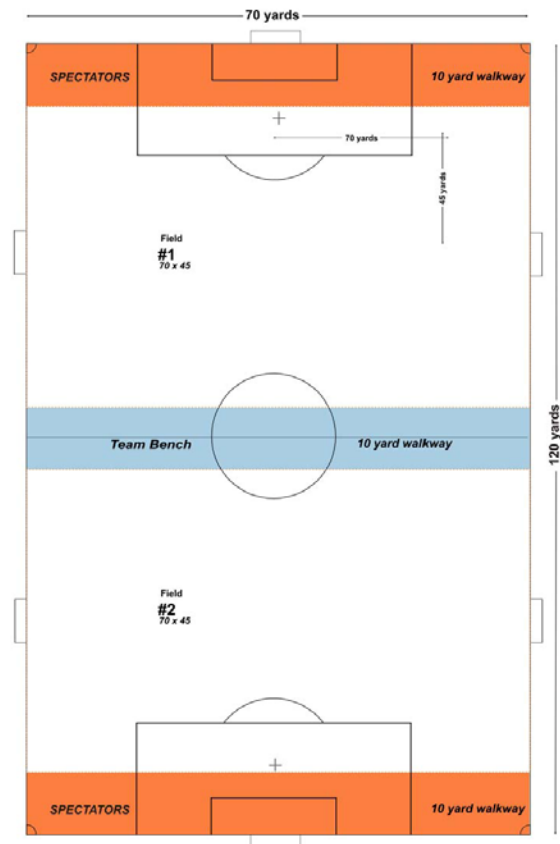 70 yards
SPECTATORS 10 yard walkway
70 yards
45 yards
Field
#1
70 x 45
Team Bench 10 yard walkway
120 yards
Field
#2
70 x 45
SPECTATORS 10 yard walkway